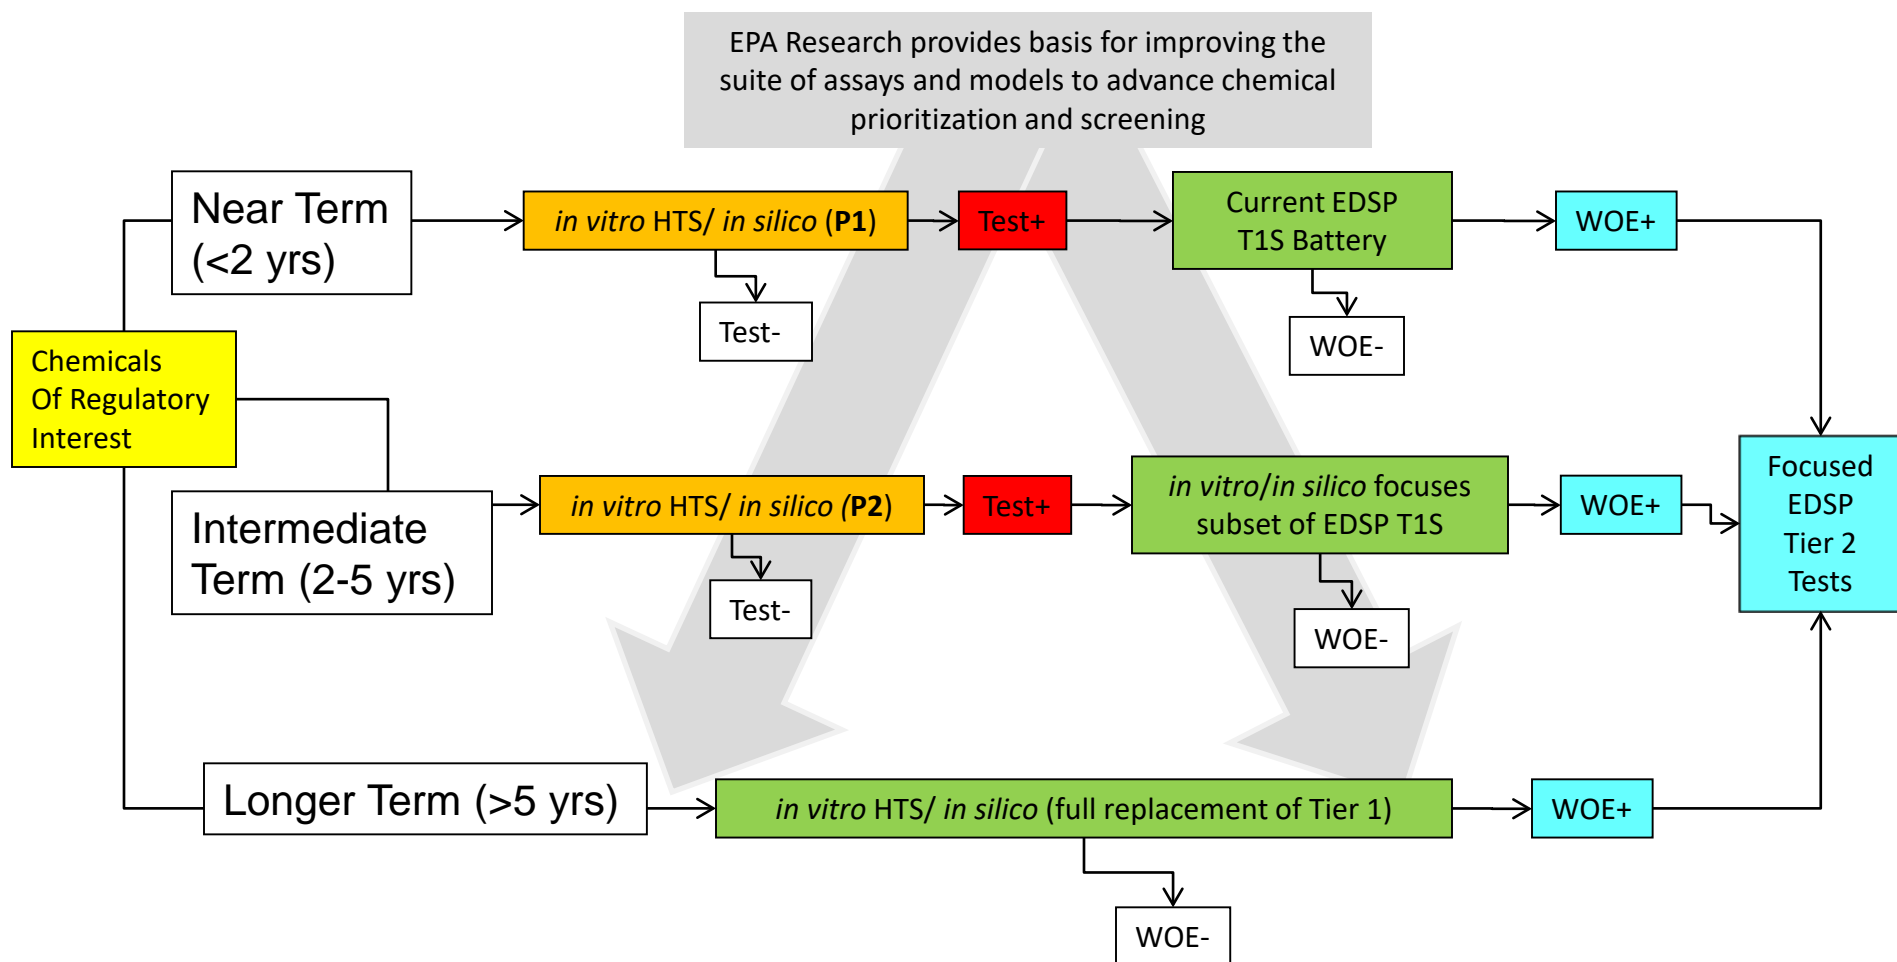 EPA Research provides basis for improving the
suite of assays and models to advance chemical
prioritization and screening
Near Term
(<2 yrs)
in vitro HTS/ in silico (P1)
Test+
Current EDSP
T1S Battery
WOE+
Test-
WOE-
Chemicals
Of Regulatory
Interest
Intermediate
Term (2-5 yrs)
in vitro HTS/ in silico (P2)
Test+
in vitro/in silico focuses
subset of EDSP T1S
WOE+
Focused
EDSP
Tier 2
Tests
Test-
WOE-
Longer Term (>5 yrs)
in vitro HTS/ in silico (full replacement of Tier 1)
WOE+
WOE-